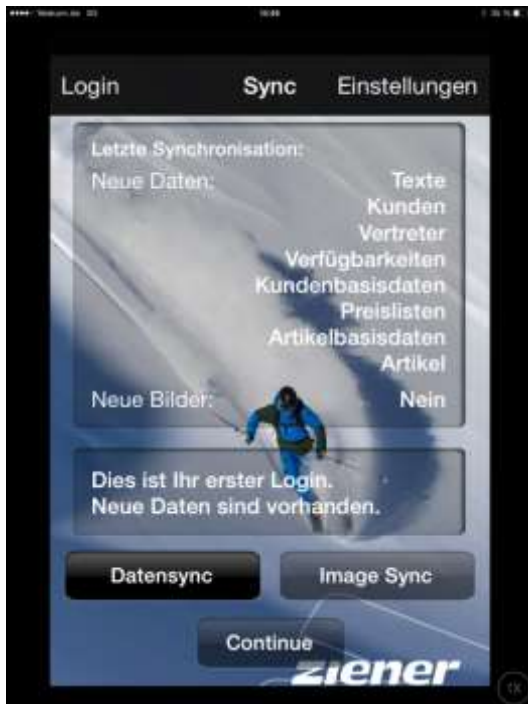 Login Sync Einstellungen
Letzte Synchronisation:
Neue Daten: Texte
Kunden
Vertreter
Verfügbarkeiten
Kundenbasisdaten
Preislisten
Artikelbasisdaten
Artikel
Neue Bilder: Nein
Dies ist Ihr erster Login.
Neue Daten sind vorhanden.
Datensync Image Sync
Continue
ziener